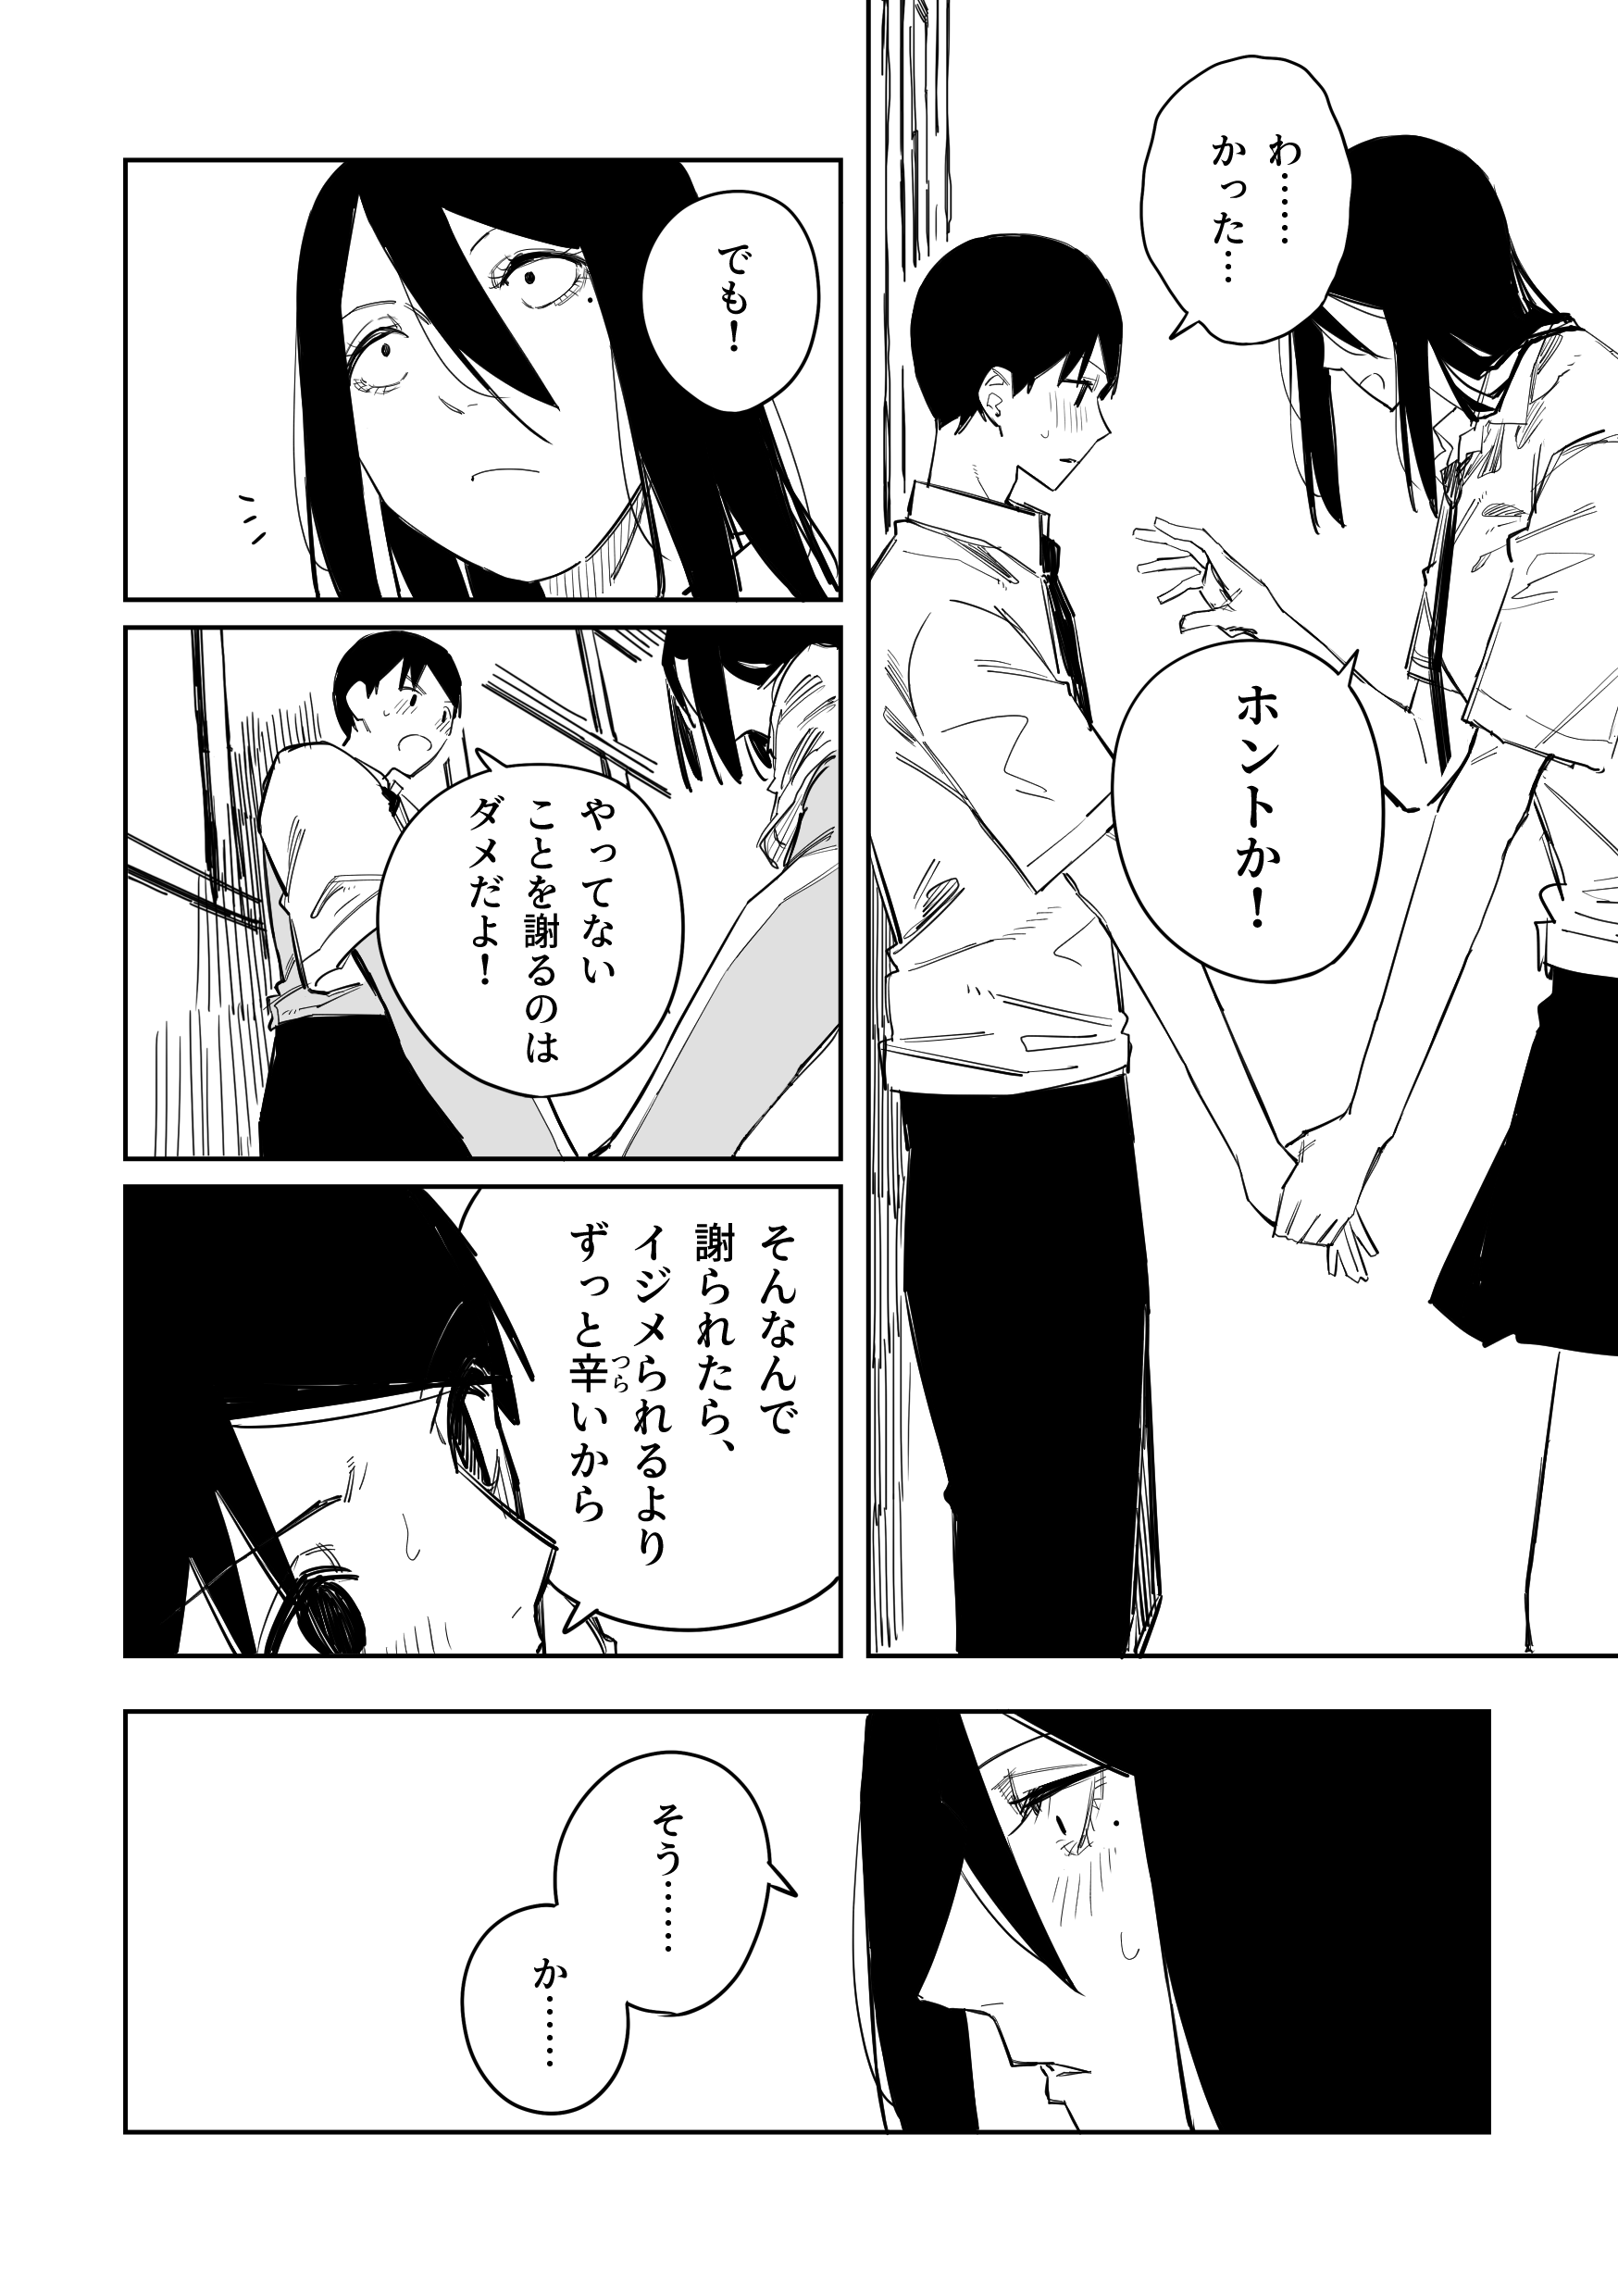 わ………
かった…
ホントか！
でも！
やってない
ことを謝るのは
ダメだよ！
そんなんで
謝られたら、
イジメられるより
ずっと辛いから
つら
そう………
か………